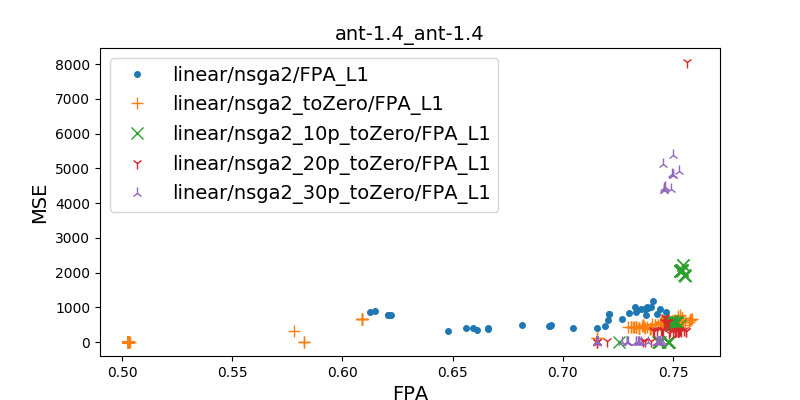 ant-1.4_ant-1.4
8000
7000
6000
5000
4000
3000
2000
1000
0
MSE
linear/nsga2/FPA_L1
linear/nsga2_toZero/FPA_L1
linear/nsga2_10p_toZero/FPA_L1
linear/nsga2_20p_toZero/FPA_L1
linear/nsga2_30p_toZero/FPA_L1
0.50 0.55 0.60 0.65 0.70 0.75
FPA